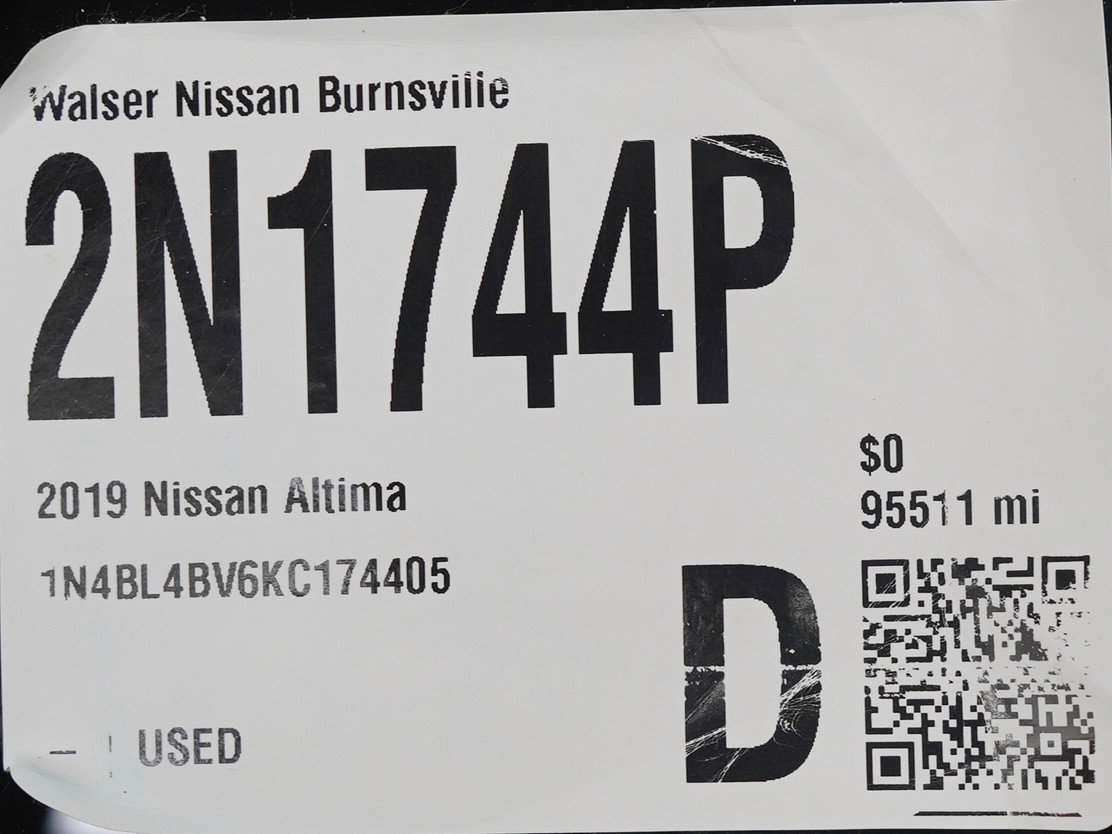 Walser Nissan Burnsville
2N1744P
$0
2019 Nissan Altima
95511 mi
1N4BL4BV6KC174405
D
– | USED